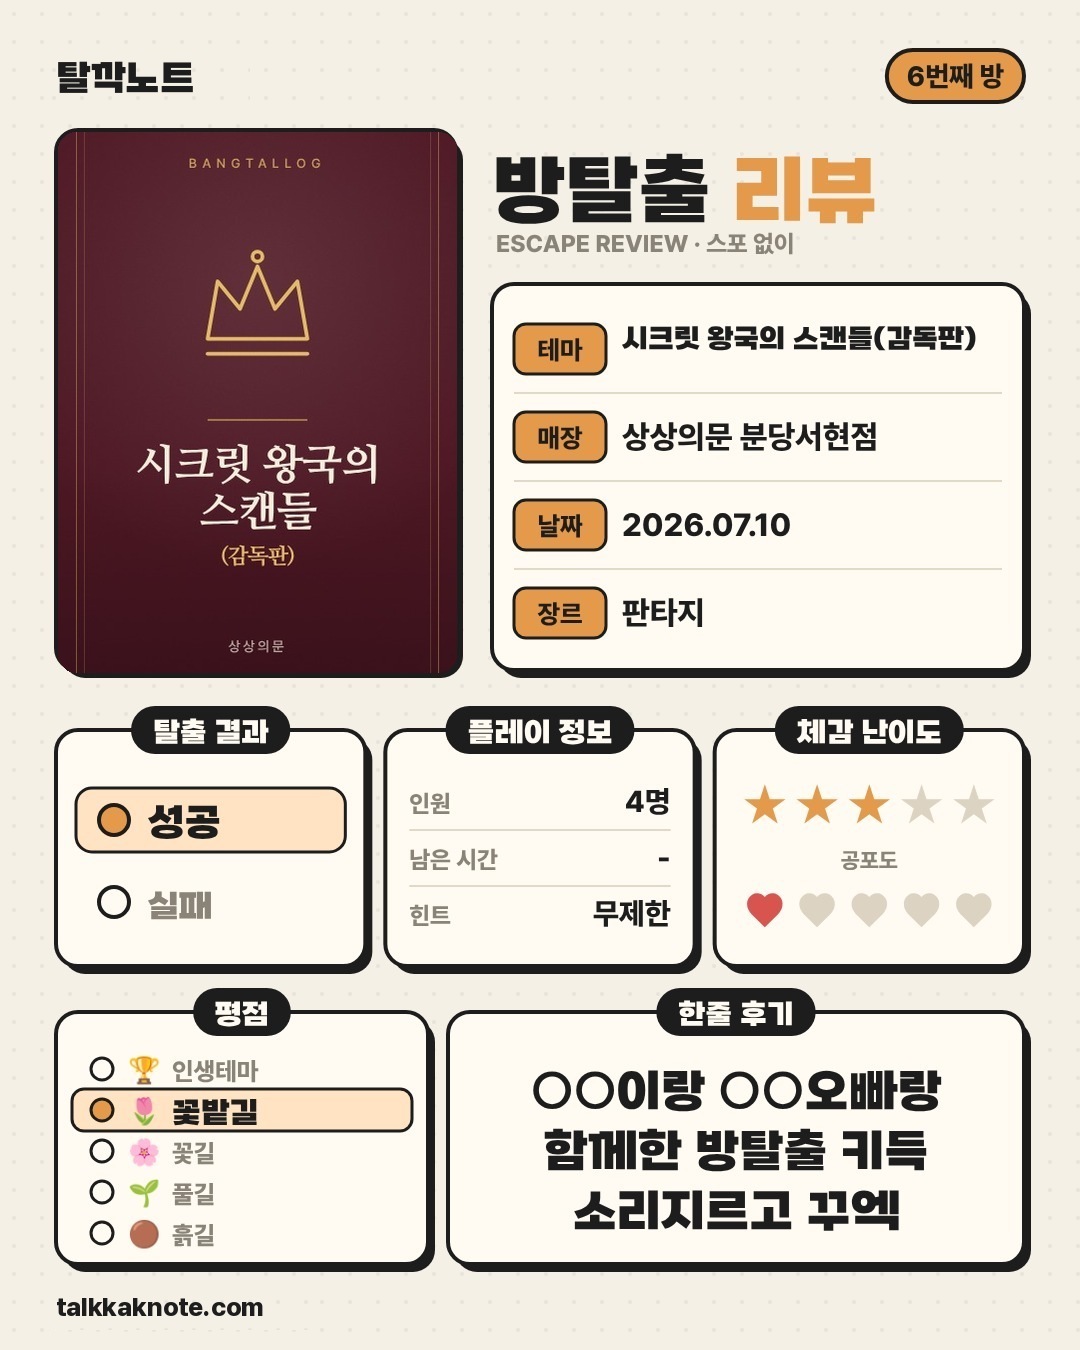 탈깍노트
6번째 방
BANGTALLOG
시크릿 왕국의
스캔들
(감독판)
상상의문
방탈출 리뷰
ESCAPE REVIEW · 스포 없이
테마 시크릿 왕국의 스캔들(감독판)
매장 상상의문 분당서현점
날짜 2026.07.10
장르 판타지
탈출 결과
성공
실패
플레이 정보
인원 4명
남은 시간 -
힌트 무제한
체감 난이도
공포도
평점
인생테마
꽃밭길
꽃길
풀길
흙길
한줄 후기
○○이랑 ○○오빠랑
함께한 방탈출 키득
소리지르고 꾸엑
talkkaknote.com